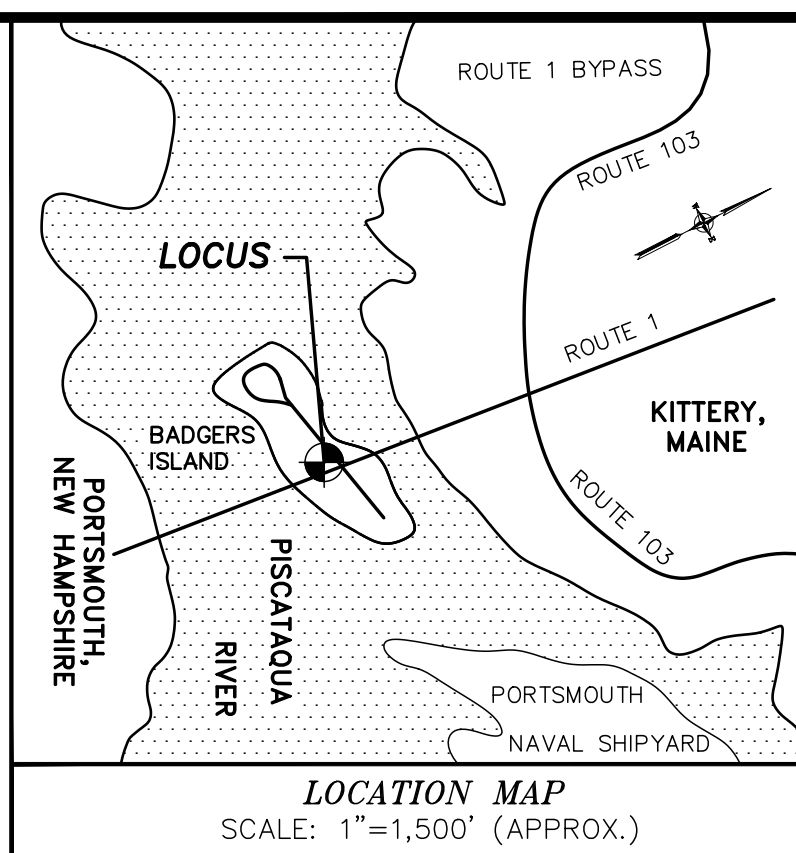 ROUTE 1 BYPASS
ROUTE 103
LOCUS
ROUTE 1
KITTERY,
MAINE
BADGERS
ISLAND
ROUTE 103
PORTSMOUTH,
NEW HAMPSHIRE
PISCATAQUA
RIVER
PORTSMOUTH
NAVAL SHIPYARD
LOCATION MAP
SCALE: 1"=1,500' (APPROX.)